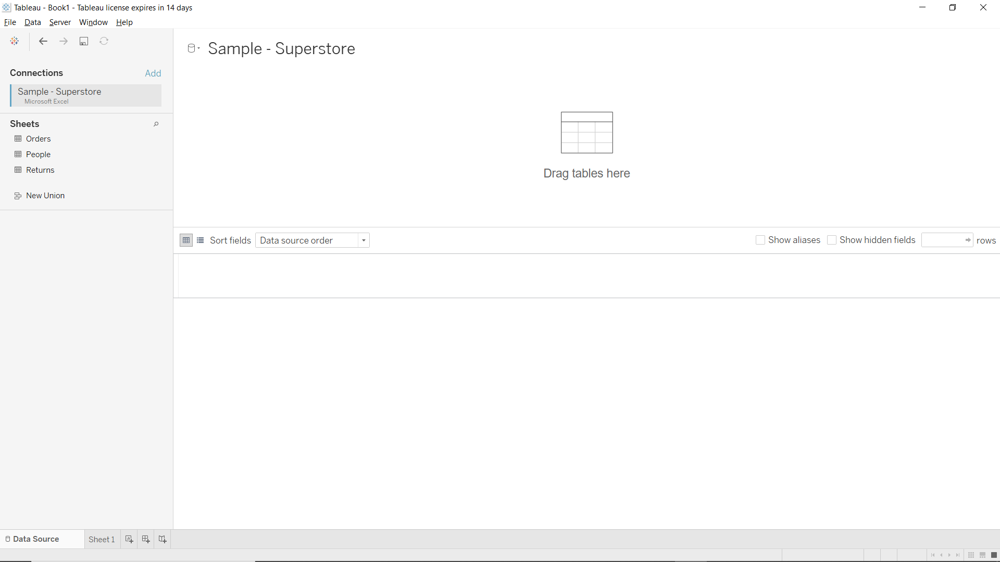 Tableau - Book1 - Tableau license expires in 14 days
File Data Server Window Help
Connections Add
Sample - Superstore
Microsoft Excel
Sheets
Orders
People
Returns
New Union
Sample - Superstore
Drag tables here
Sort fields Data source order Show aliases Show hidden fields rows
Data Source Sheet 1